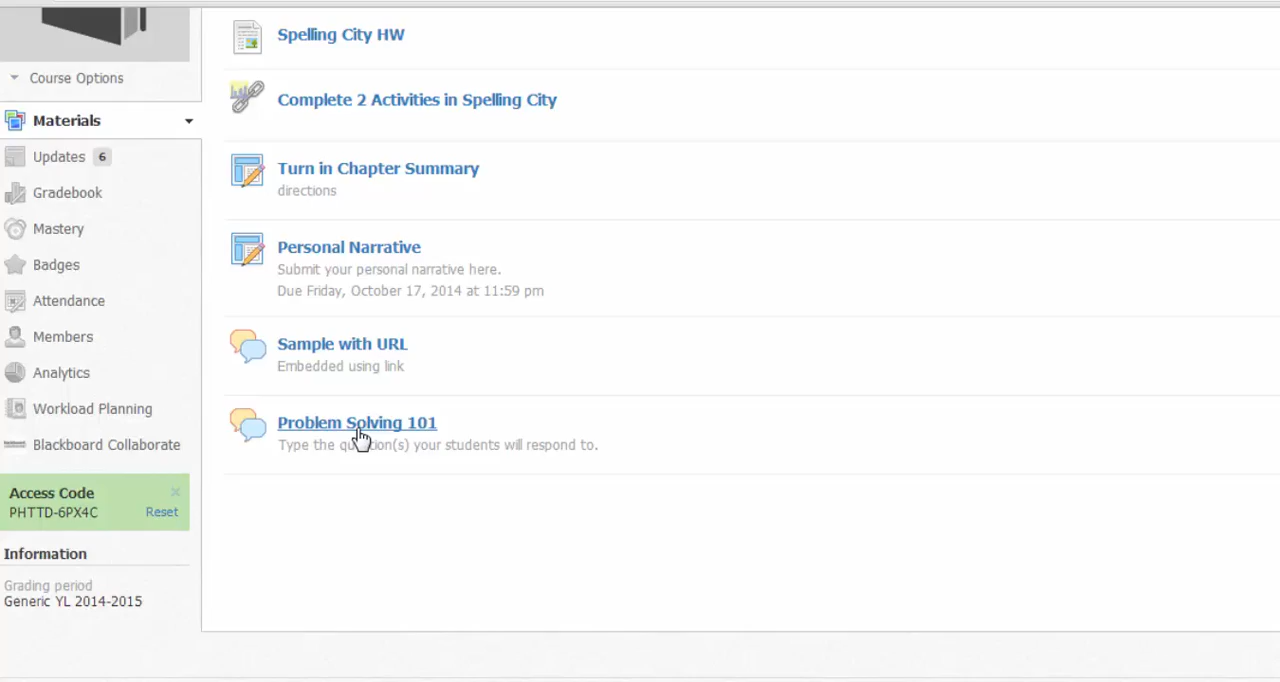 Course Options
Materials
Updates 6
Gradebook
Mastery
Badges
Attendance
Members
Analytics
Workload Planning
Blackboard Collaborate
Access Code
PHTTD-6PX4C Reset
Information
Grading period
Generic YL 2014-2015
Spelling City HW
Complete 2 Activities in Spelling City
Turn in Chapter Summary
directions
Personal Narrative
Submit your personal narrative here.
Due Friday, October 17, 2014 at 11:59 pm
Sample with URL
Embedded using link
Problem Solving 101
Type the question(s) your students will respond to.